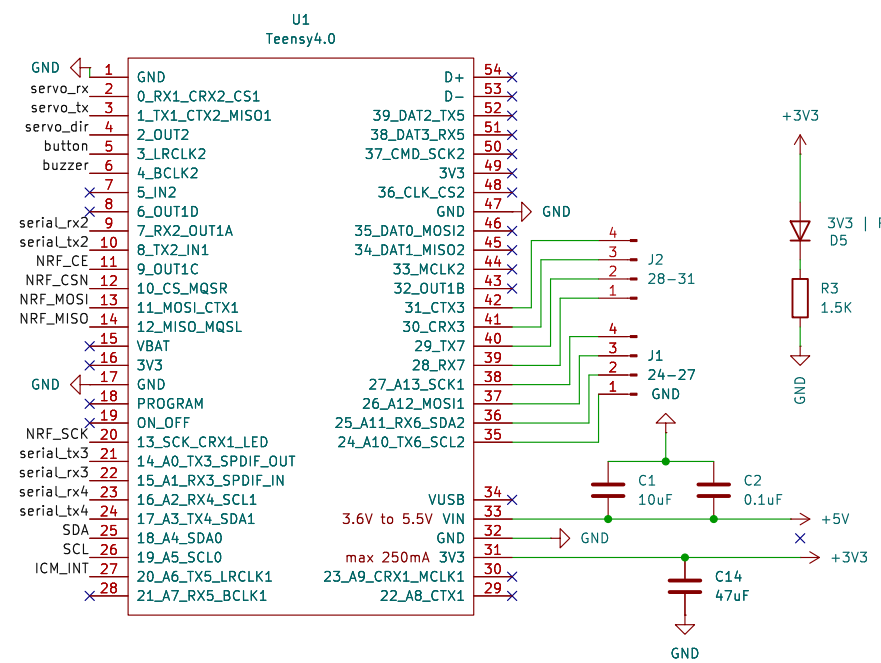 U1
Teensy4.0
GND 1 GND
servo_rx 2 0_RX1_CRX2_CS1
servo_tx 3 1_TX1_CTX2_MISO1
servo_dir 4 2_OUT2
button 5 3_LRCLK2
buzzer 6 4_BCLK2
7 5_IN2
8 6_OUT1D
serial_rx2 9 7_RX2_OUT1A
serial_tx2 10 8_TX2_IN1
NRF_CE 11 9_OUT1C
NRF_CSN 12 10_CS_MQSR
NRF_MOSI 13 11_MOSI_CTX1
NRF_MISO 14 12_MISO_MQSL
15 VBAT
16 3V3
GND 17 GND
18 PROGRAM
19 ON_OFF
NRF_SCK 20 13_SCK_CRX1_LED
serial_tx3 21 14_A0_TX3_SPDIF_OUT
serial_rx3 22 15_A1_RX3_SPDIF_IN
serial_rx4 23 16_A2_RX4_SCL1
serial_tx4 24 17_A3_TX4_SDA1
SDA 25 18_A4_SDA0
SCL 26 19_A5_SCL0
ICM_INT 27 20_A6_TX5_LRCLK1
28 21_A7_RX5_BCLK1
D+ 54
D- 53
39_DAT2_TX5 52
38_DAT3_RX5 51
37_CMD_SCK2 50
3V3 49
36_CLK_CS2 48
GND 47 GND
35_DAT0_MOSI2 46
34_DAT1_MISO2 45
33_MCLK2 44
32_OUT1B 43
31_CTX3 42
30_CRX3 41
29_TX7 40
28_RX7 39
27_A13_SCK1 38
26_A12_MOSI1 37
25_A11_RX6_SDA2 36
24_A10_TX6_SCL2 35
VUSB 34
3.6V to 5.5V VIN 33
GND 32 GND
max 250mA 3V3 31
23_A9_CRX1_MCLK1 30
22_A8_CTX1 29
4
3
2
1
J2
28-31
4
3
2
1
J1
24-27
GND
C1
10uF
C2
0.1uF
+5V
+3V3
C14
47uF
GND
+3V3
3V3 |
D5
R3
1.5K
GND